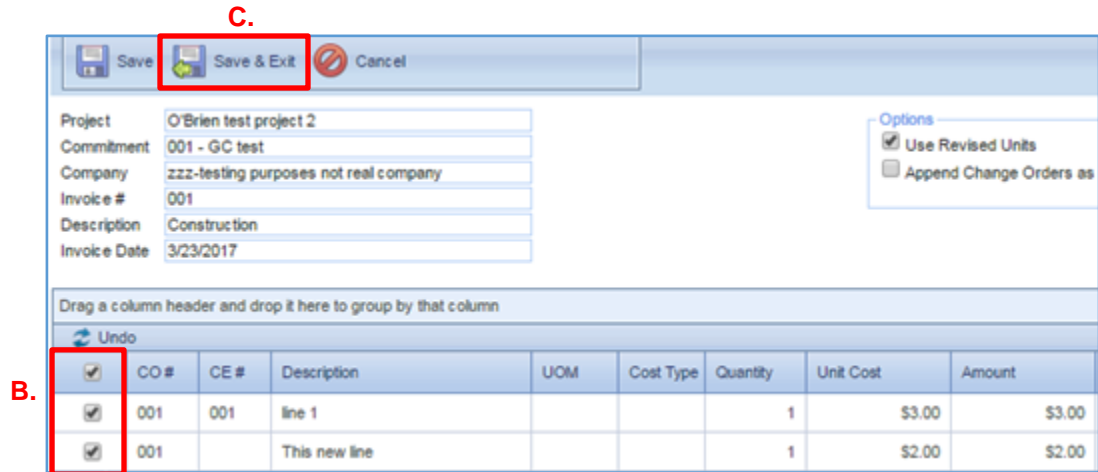 C.
Save Save & Exit Cancel
Project O'Brien test project 2
Commitment 001 - GC test
Company zzz-testing purposes not real company
Invoice # 001
Description Construction
Invoice Date 3/23/2017
Options
Use Revised Units
Append Change Orders as
Drag a column header and drop it here to group by that column
Undo
B.
CO # CE # Description UOM Cost Type Quantity Unit Cost Amount
001 001 line 1 1 $3.00 $3.00
001 This new line 1 $2.00 $2.00